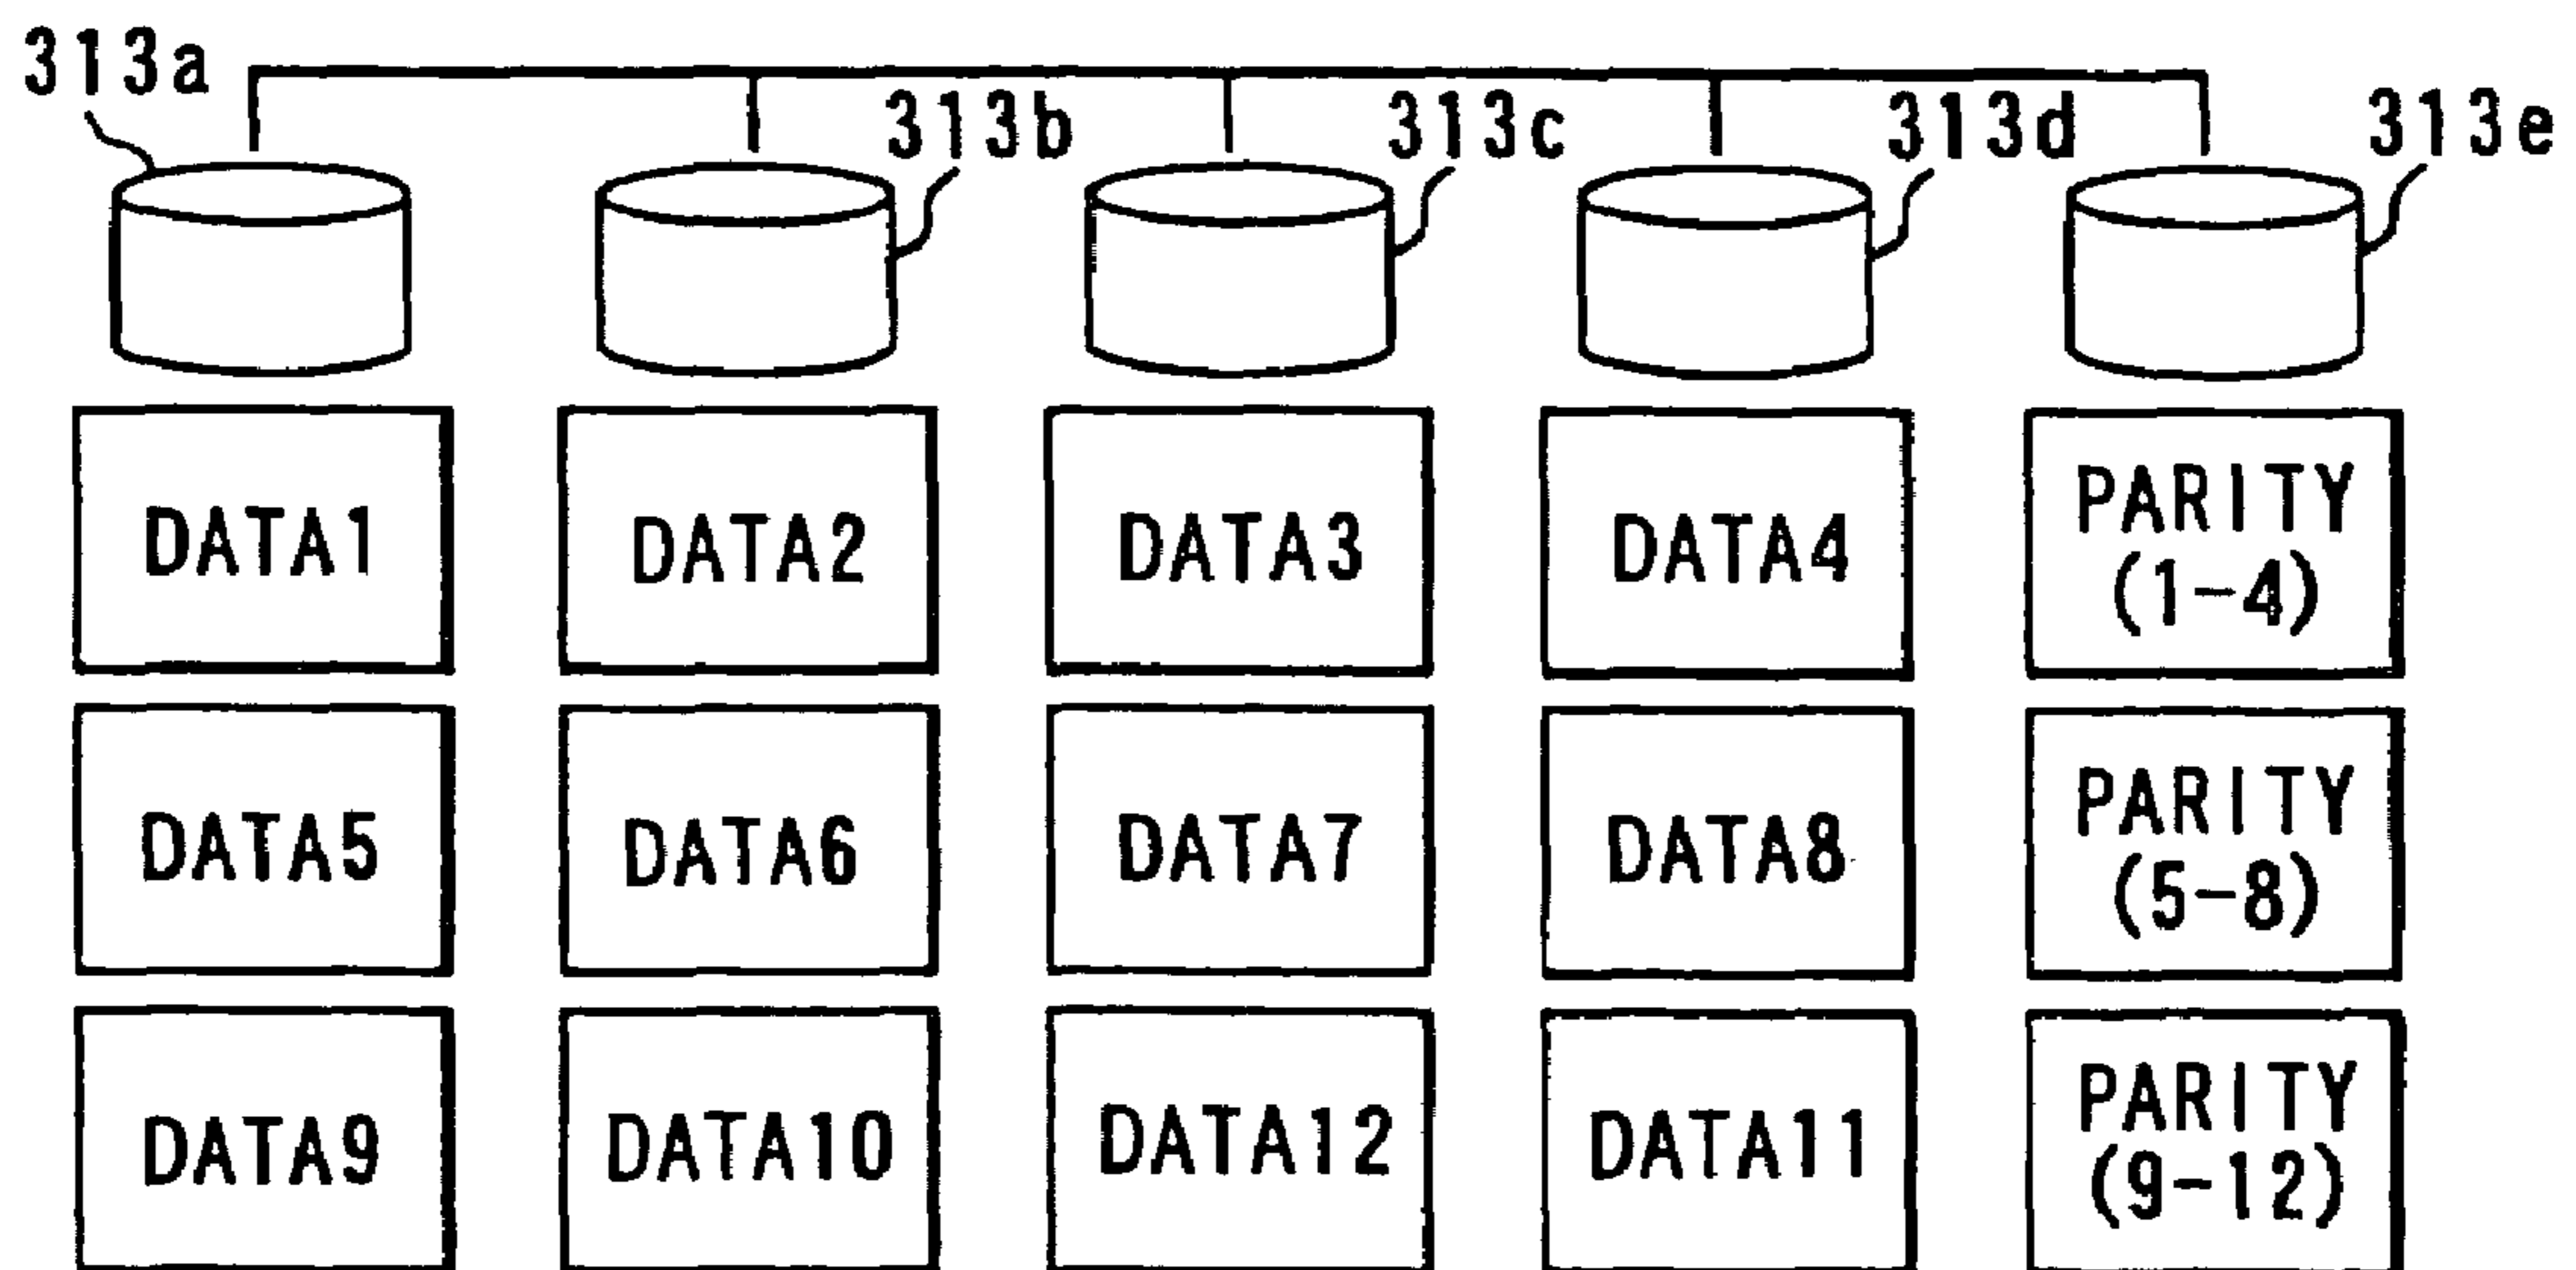 313a
313b
313c
313d
313e
DATA1
DATA2
DATA3
DATA4
PARITY
(1-4)
DATA5
DATA6
DATA7
DATA8
PARITY
(5-8)
DATA9
DATA10
DATA12
DATA11
PARITY
(9-12)